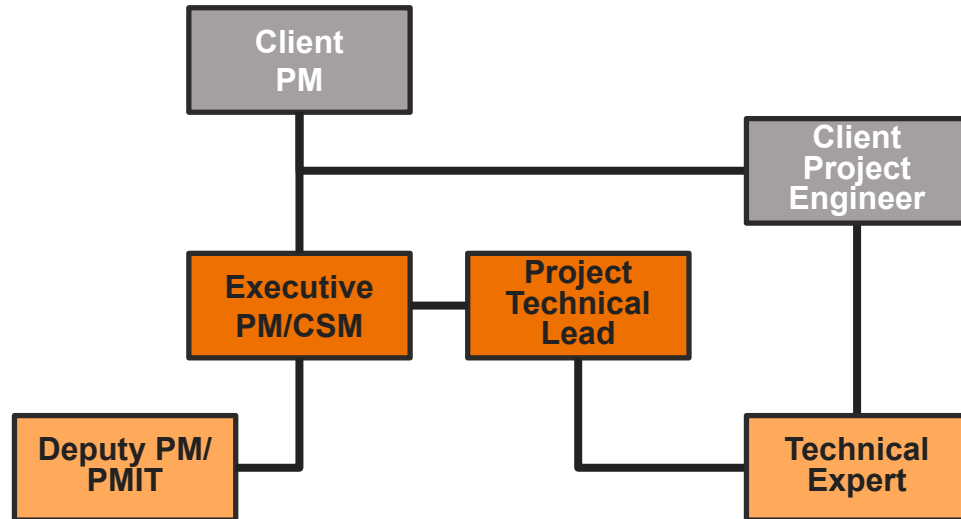 Client
PM
Client
Project
Engineer
Executive
PM/CSM
Project
Technical
Lead
Deputy PM/
PMIT
Technical
Expert